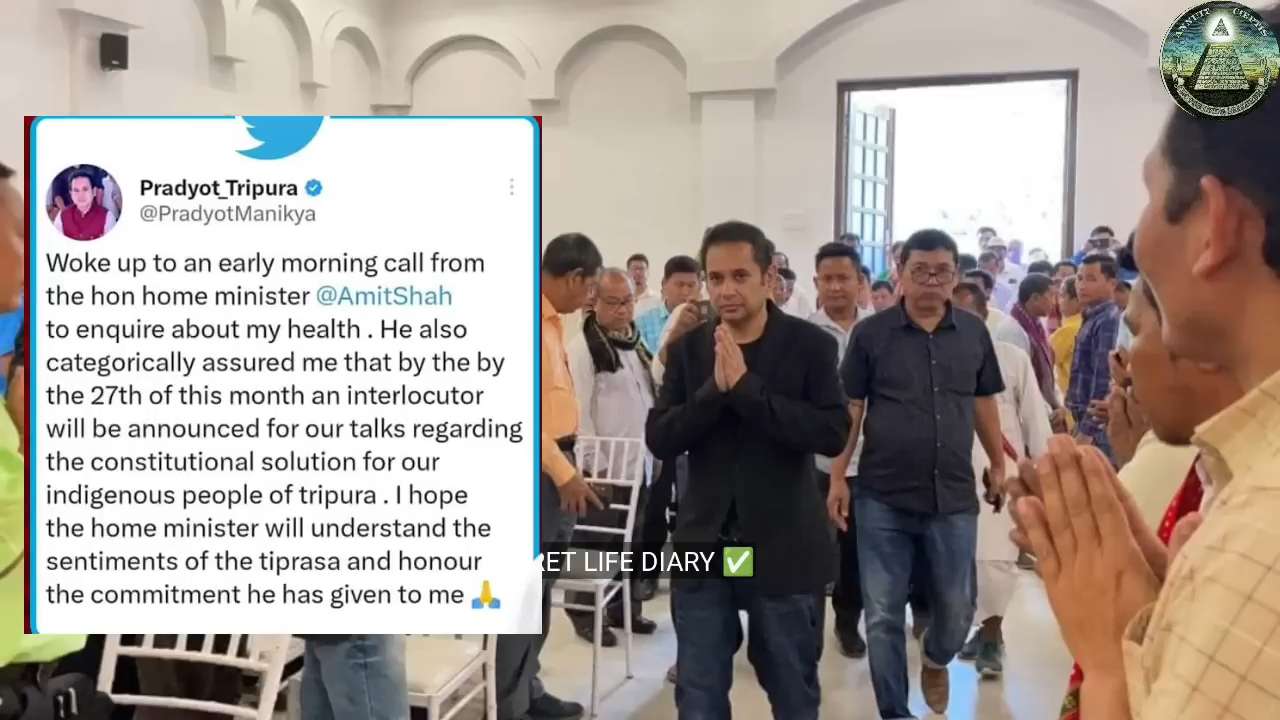 Pradyot_Tripura
@PradyotManikya
Woke up to an early morning call from
the hon home minister @AmitShah
to enquire about my health . He also
categorically assured me that by the by
the 27th of this month an interlocutor
will be announced for our talks regarding
the constitutional solution for our
indigenous people of tripura . I hope
the home minister will understand the
sentiments of the tiprasa and honour
the commitment he has given to me 🙏
RET LIFE DIARY ✅